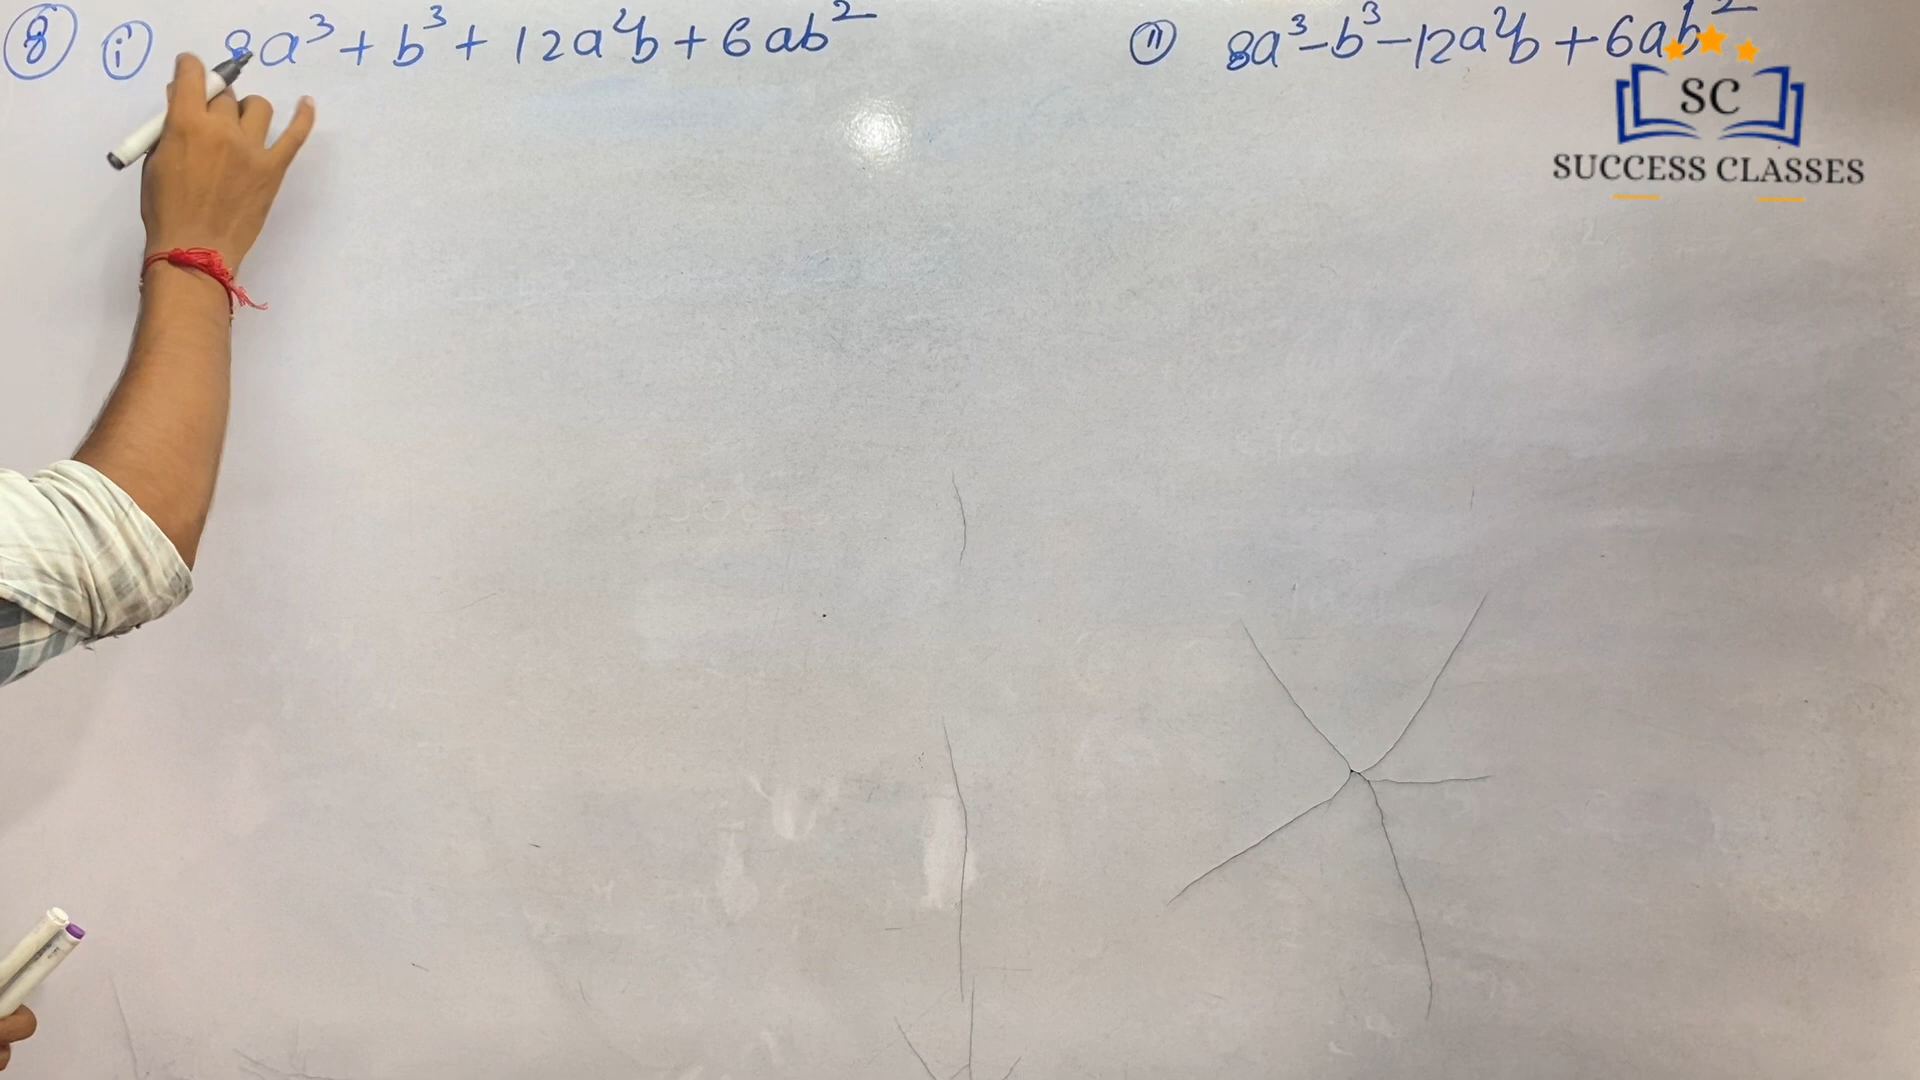 8 i 8a³ + b³ + 12a²b + 6ab²
ii 8a³ - b³ - 12a²b + 6ab²
SC
SUCCESS CLASSES